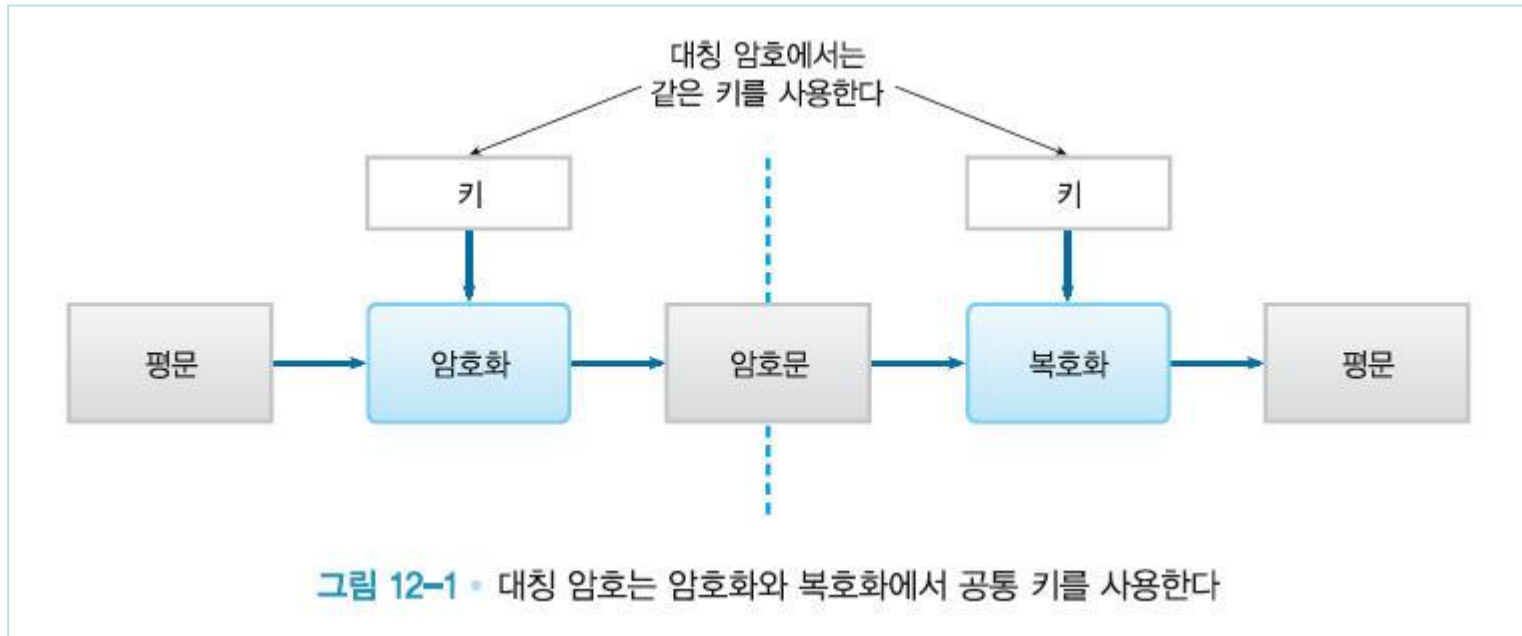 대칭 암호에서는
같은 키를 사용한다
키
키
평문
암호화
암호문
복호화
평문
그림 12-1 • 대칭 암호는 암호화와 복호화에서 공통 키를 사용한다